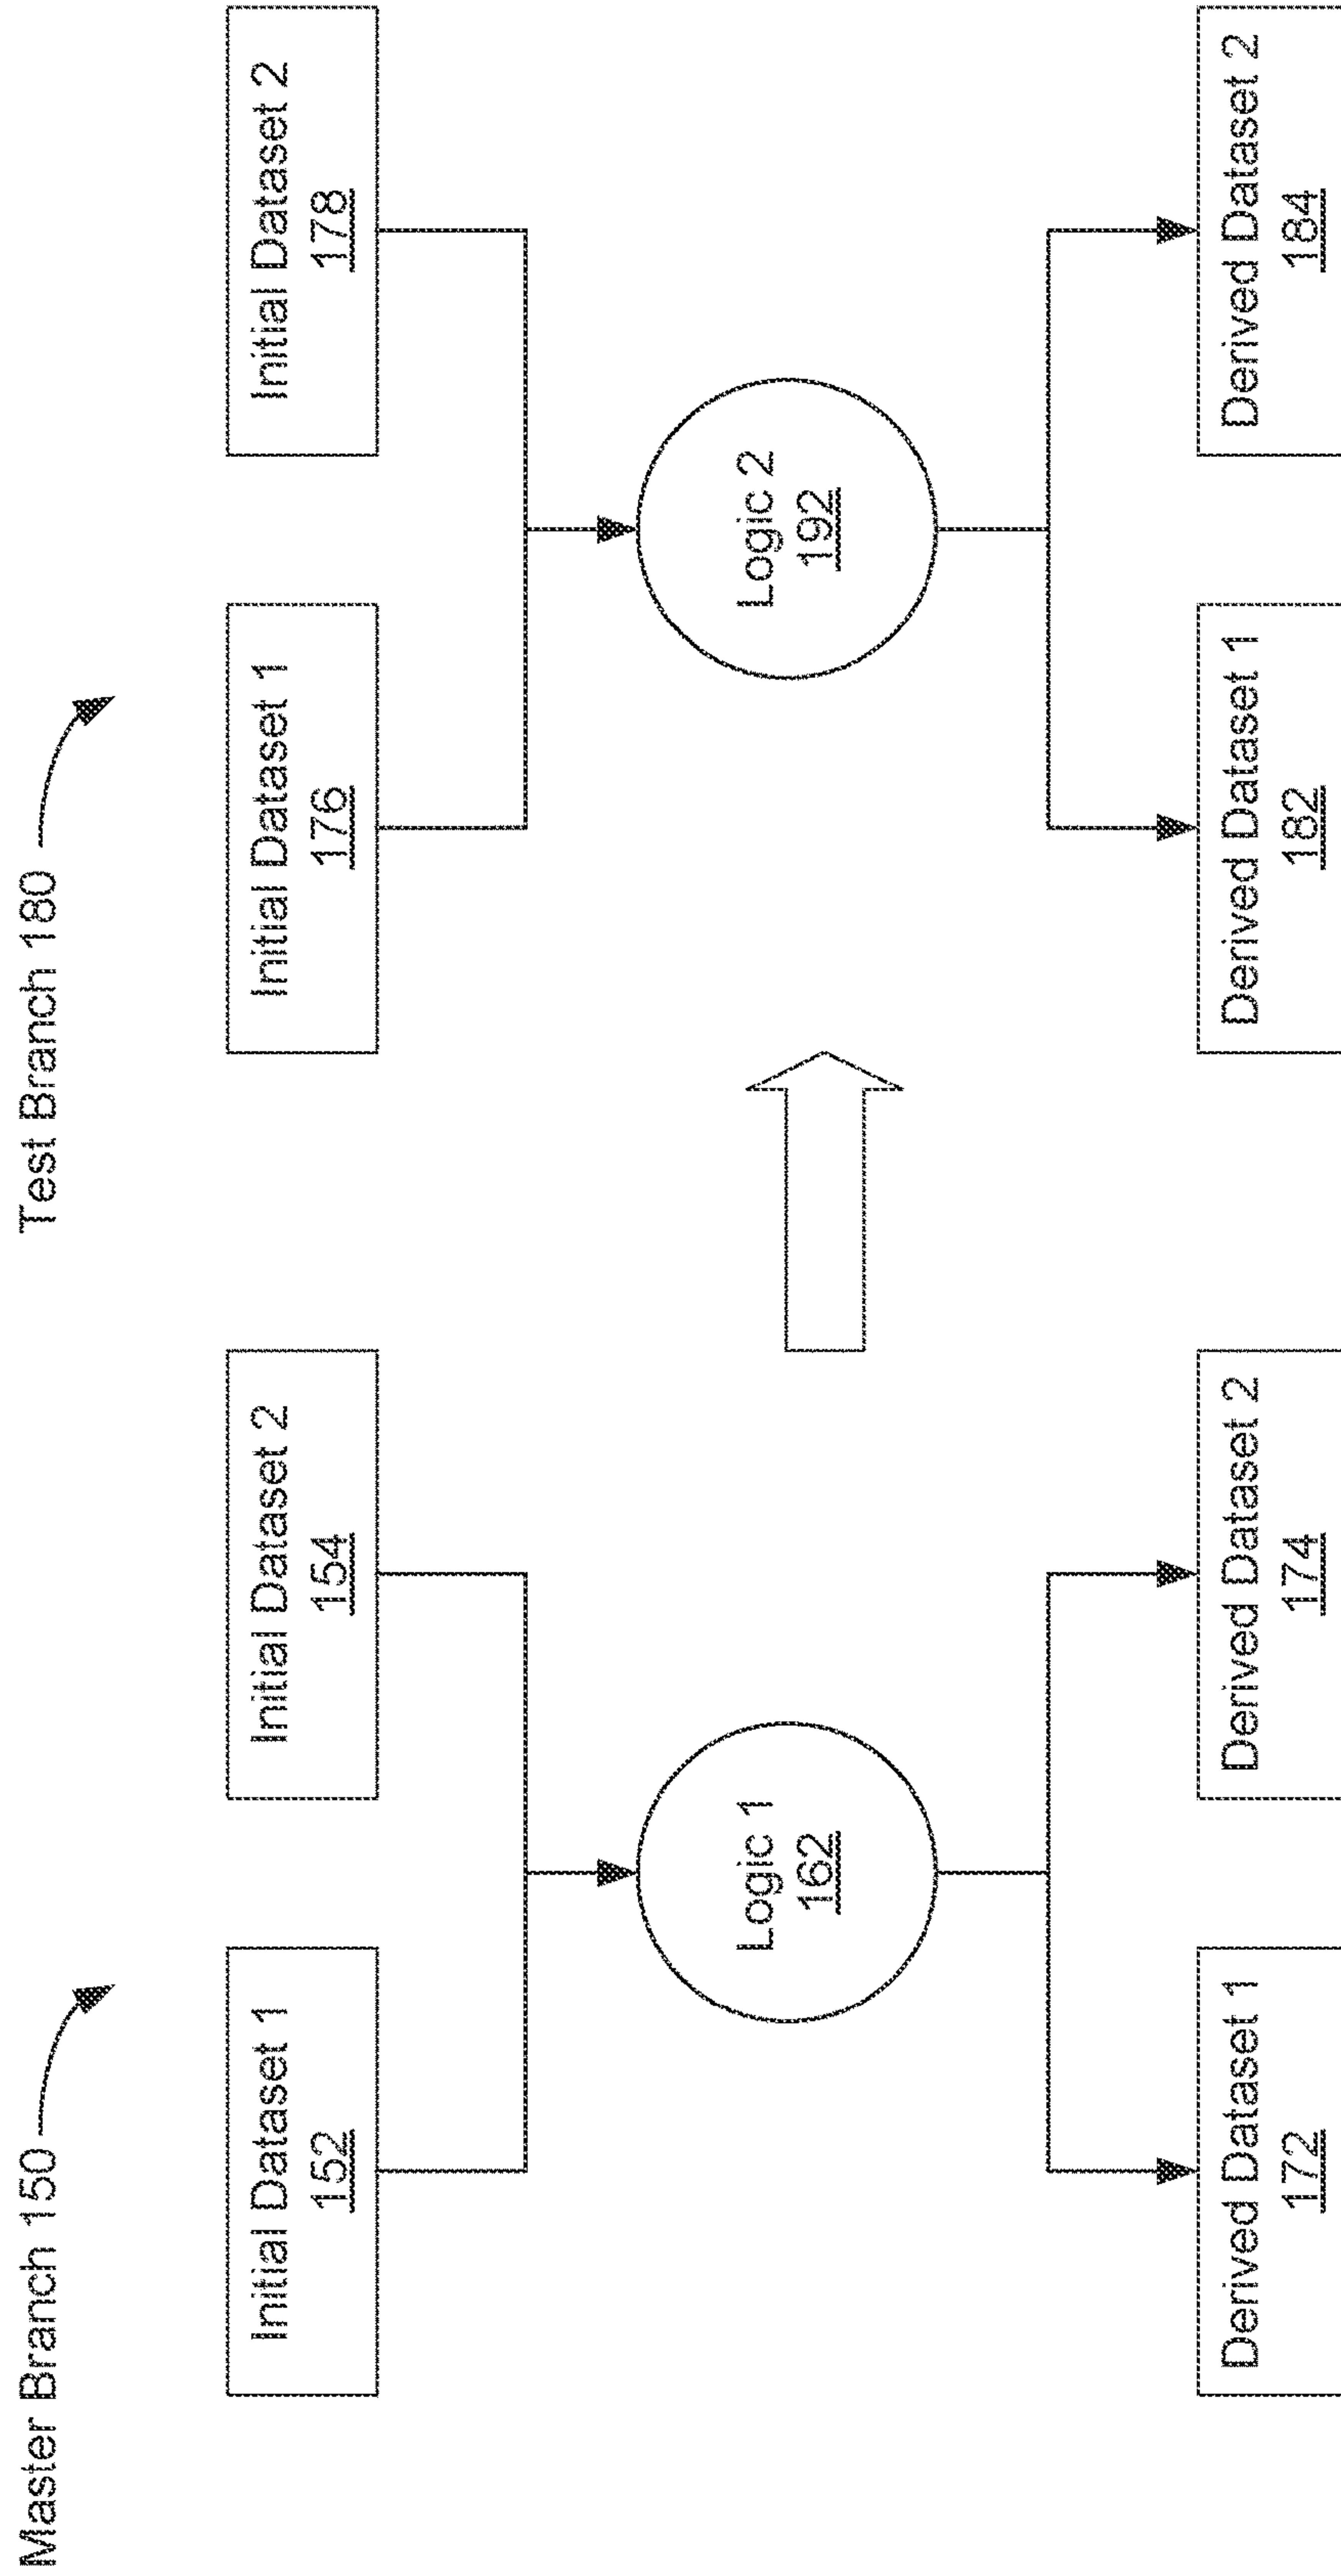 Master Branch 150
Initial Dataset 1
152
Initial Dataset 2
154
Logic 1
162
Derived Dataset 1
172
Derived Dataset 2
174
Test Branch 180
Initial Dataset 1
176
Initial Dataset 2
178
Logic 2
192
Derived Dataset 1
182
Derived Dataset 2
184